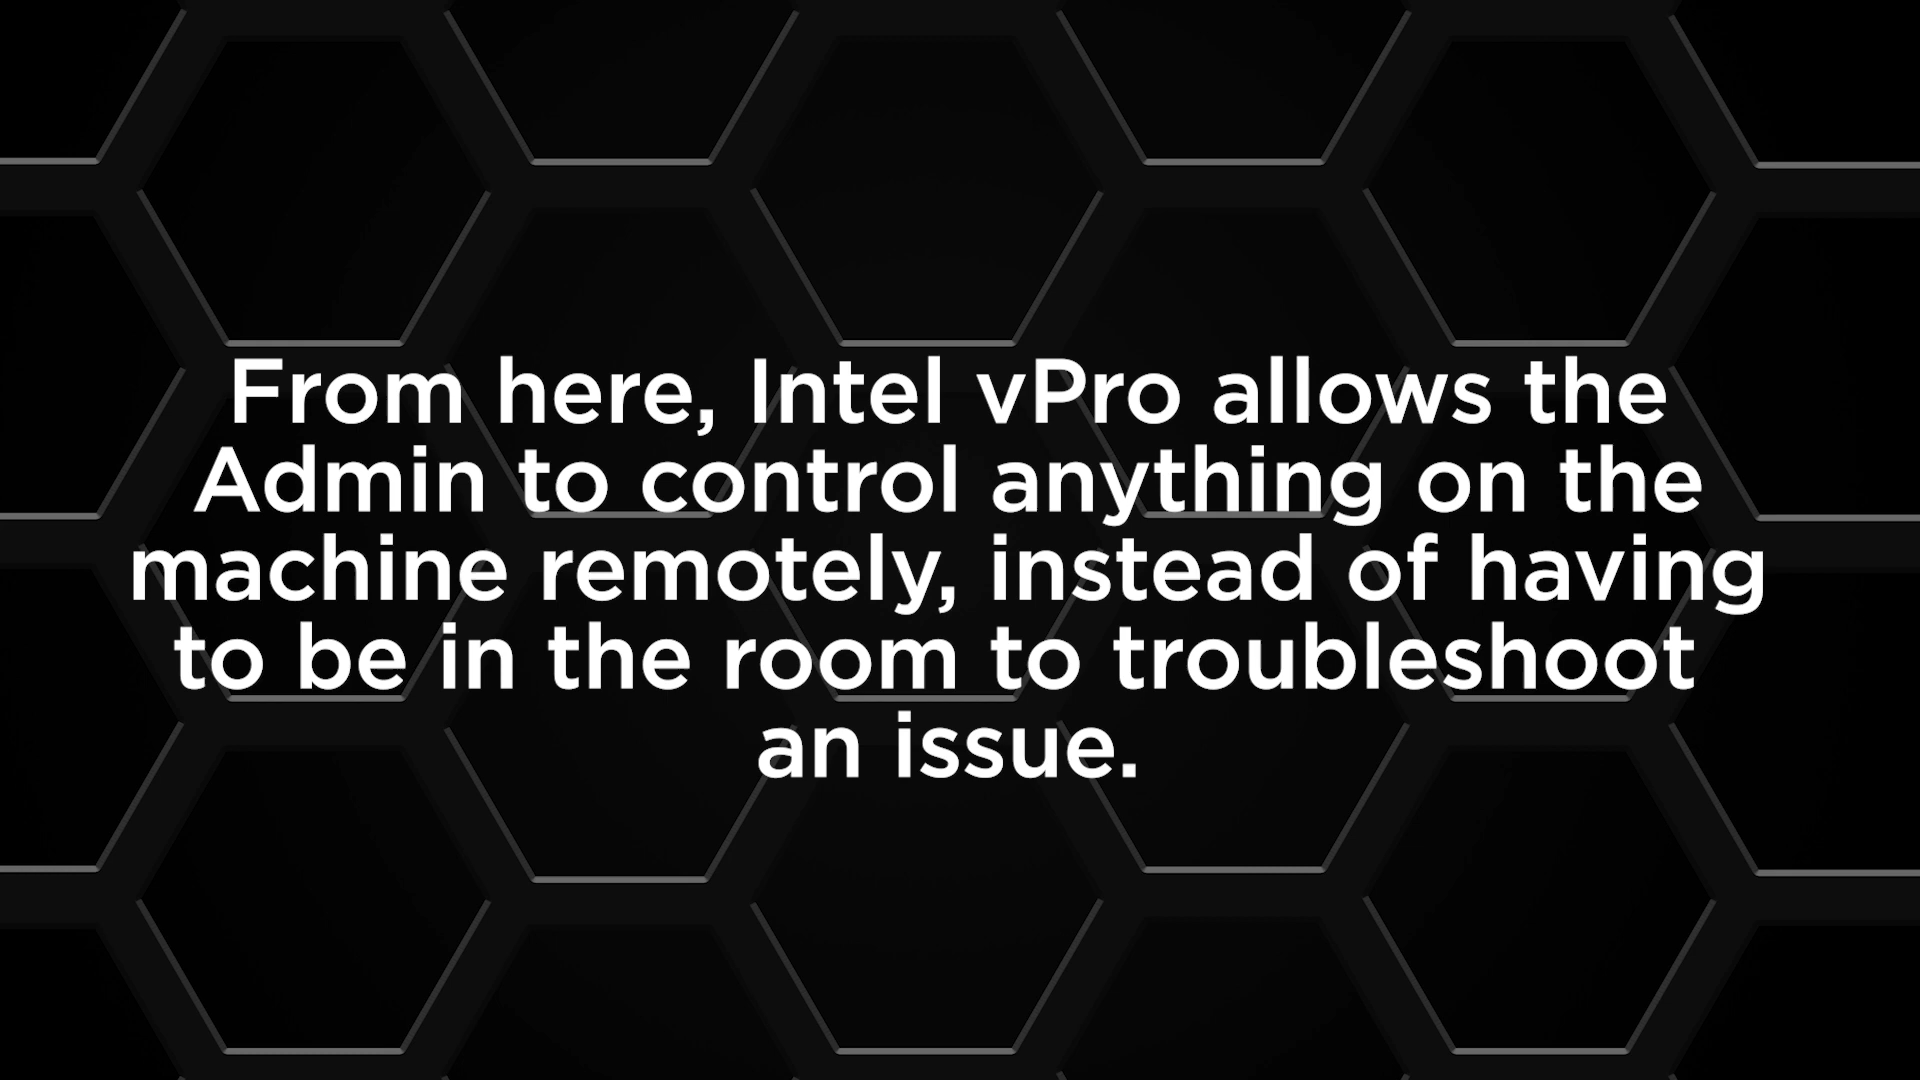 From here, Intel vPro allows the
Admin to control anything on the
machine remotely, instead of having
to be in the room to troubleshoot
an issue.